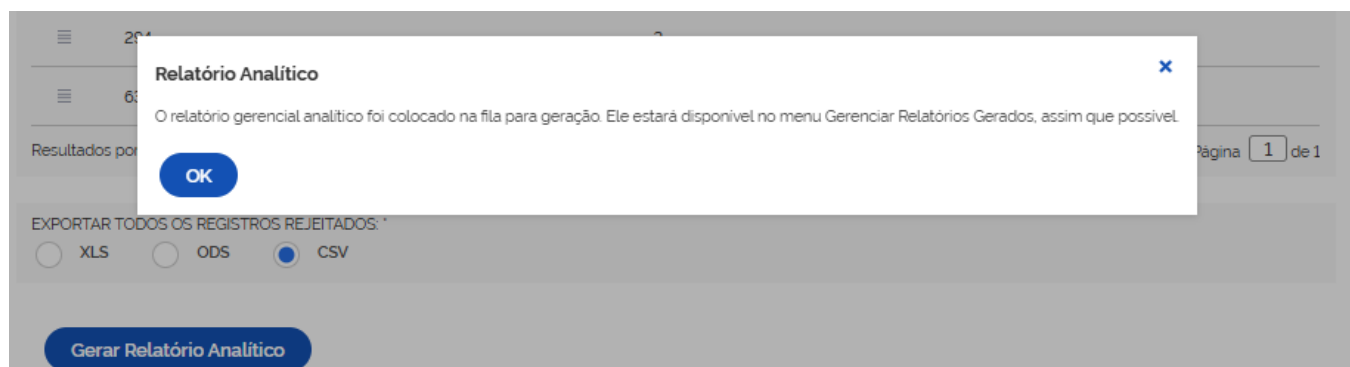 Relatório Analítico
O relatório gerencial analítico foi colocado na fila para geração. Ele estará disponível no menu Gerenciar Relatórios Gerados, assim que possível.
Resultados por
Página 1 de 1
OK
EXPORTAR TODOS OS REGISTROS REJEITADOS: *
XLS ODS CSV
Gerar Relatório Analítico